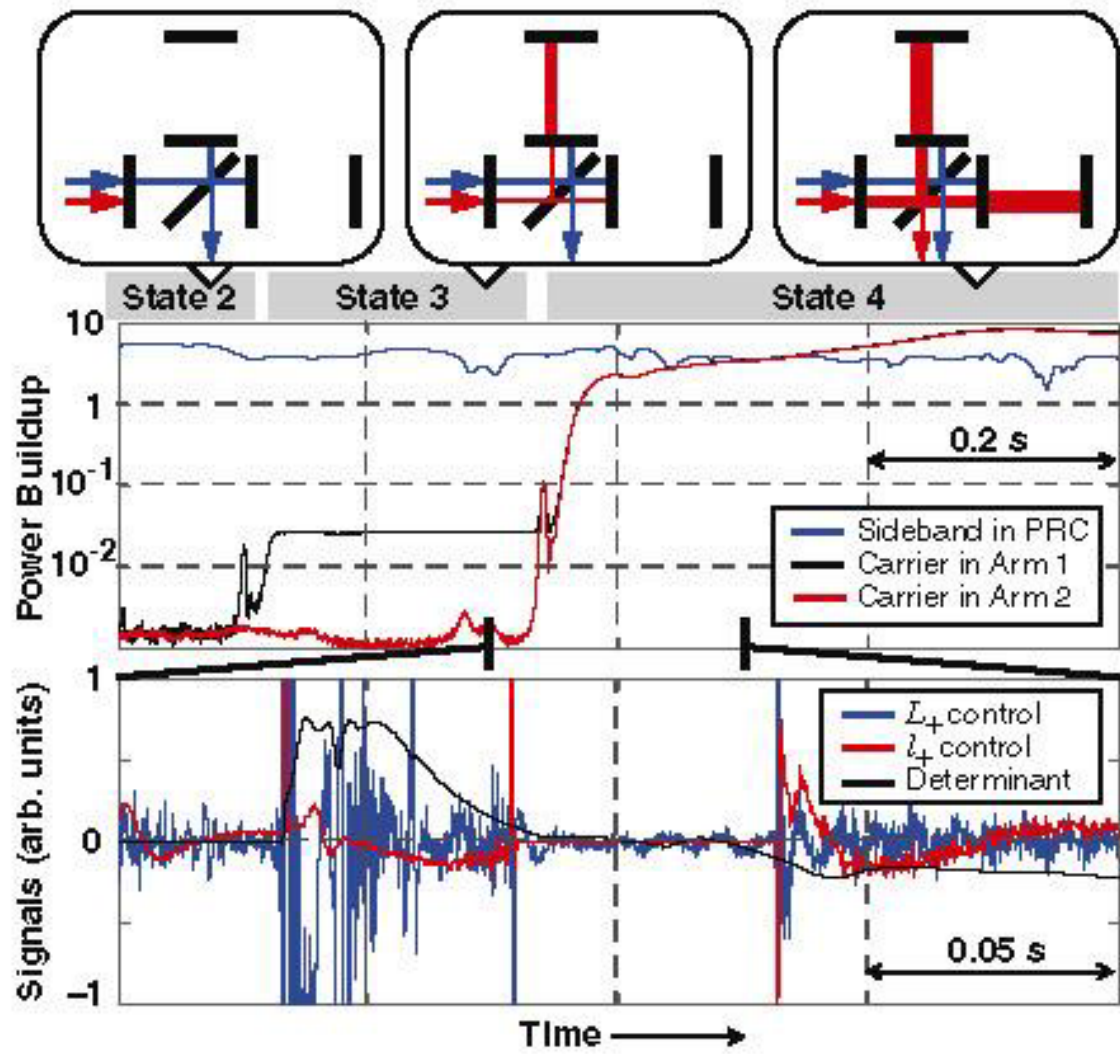 State 2
State 3
State 4
10
1
10⁻¹
10⁻²
Power Buildup
0.2 s
Sideband in PRC
Carrier in Arm 1
Carrier in Arm 2
1
0
–1
Signals (arb. units)
L₊ control
l₊ control
Determinant
0.05 s
Time